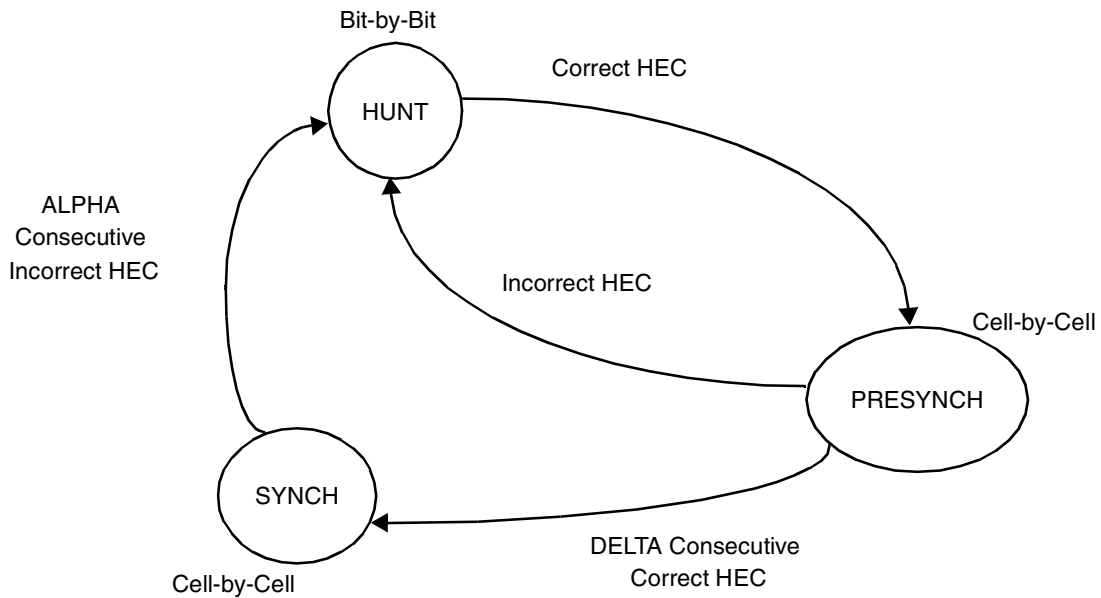 Bit-by-Bit
HUNT
Correct HEC
ALPHA
Consecutive
Incorrect HEC
Incorrect HEC
Cell-by-Cell
PRESYNCH
SYNCH
DELTA Consecutive
Correct HEC
Cell-by-Cell